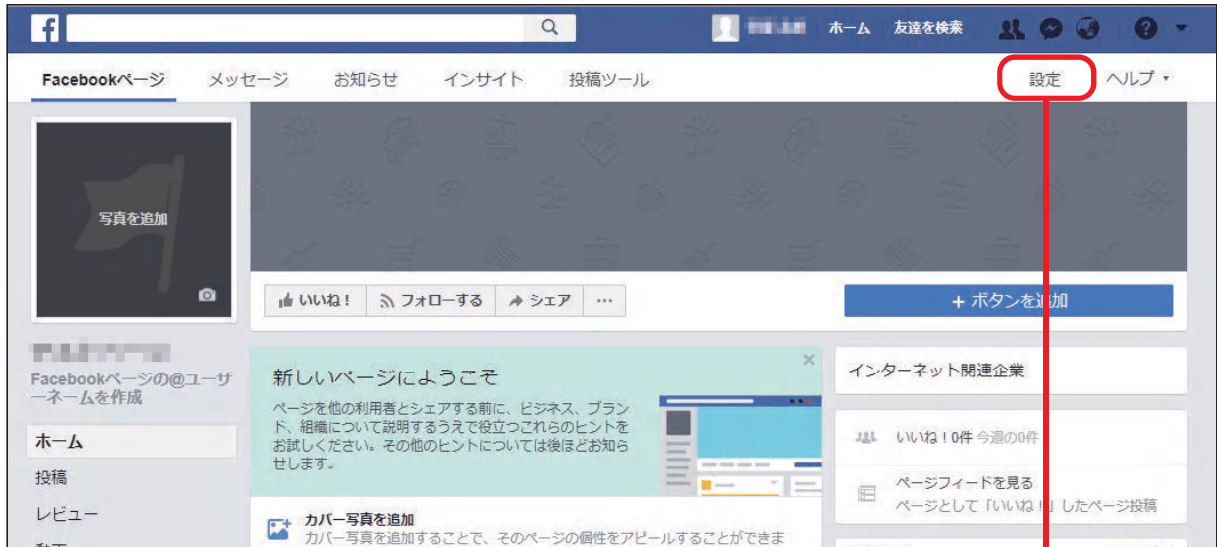 f
ホーム 友達を検索
Facebookページ メッセージ お知らせ インサイト 投稿ツール 設定 ヘルプ
写真を追加
いいね! フォローする シェア ...
+ ボタンを追加
Facebookページの@ユーザ
ーネームを作成
ホーム
投稿
レビュー
新しいページにようこそ
ページを他の利用者とシェアする前に、ビジネス、ブラン
ド、組織について説明するうえで役立つこれらのヒントを
お試しください。その他のヒントについては後ほどお知ら
せします。
カバー写真を追加
カバー写真を追加することで、そのページの個性をアピールすることができま
インターネット関連企業
いいね!0件 今週の0件
ページフィードを見る
ページとして「いいね!」したページ投稿